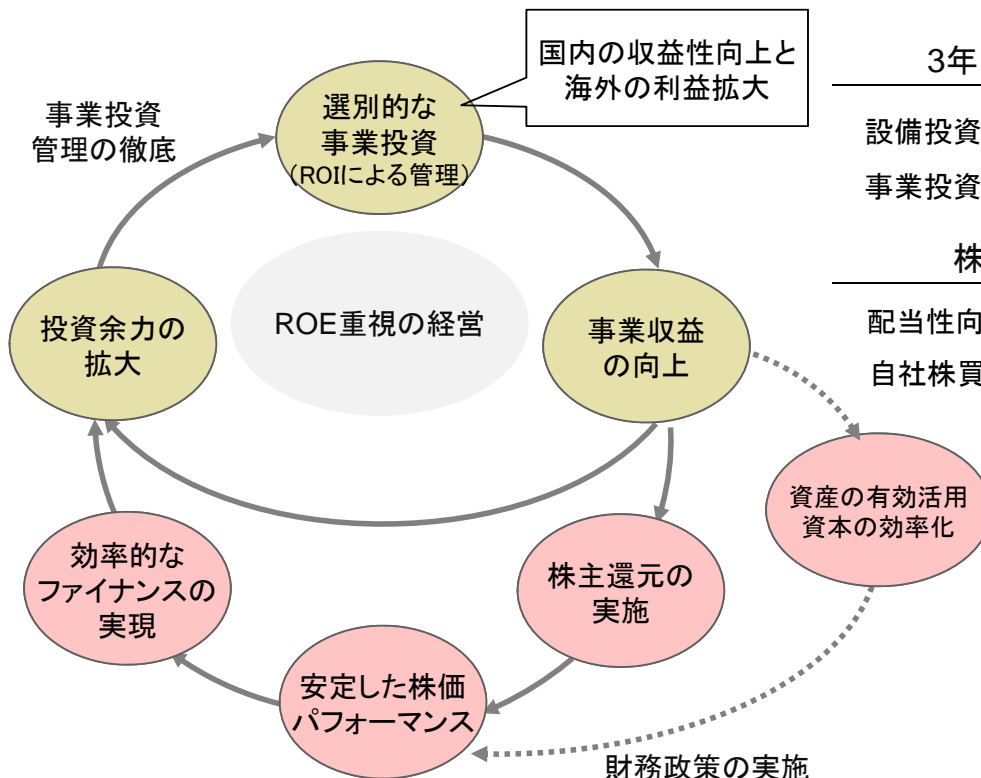 国内の収益性向上と
海外の利益拡大
3年
設備投資
事業投資
株
配当性向
自社株買
事業投資
管理の徹底
選別的な
事業投資
(ROIによる管理)
投資余力の
拡大
ROE重視の経営
事業収益
の向上
資産の有効活用
資本の効率化
効率的な
ファイナンスの
実現
株主還元の
実施
安定した株価
パフォーマンス
財務政策の実施